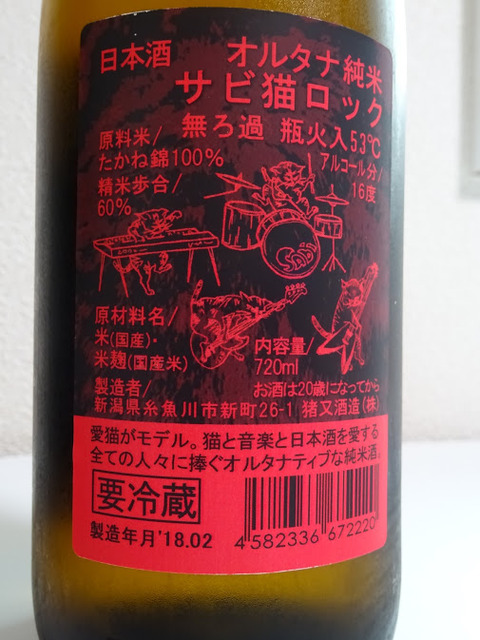 日本酒 オルタナ純米
サビ猫ロック
無ろ過 瓶火入53℃
原料米/
たかね錦100%
精米歩合/
60%
アルコール分/
16度
SABI
原材料名/
米(国産)・
米麹(国産米)
内容量/
720ml
製造者/
お酒は20歳になってから
新潟県糸魚川市新町26-1 猪又酒造(株)
愛猫がモデル。猫と音楽と日本酒を愛する
全ての人々に捧ぐオルタナティブな純米酒。
要冷蔵
製造年月'18.02
4582336672220